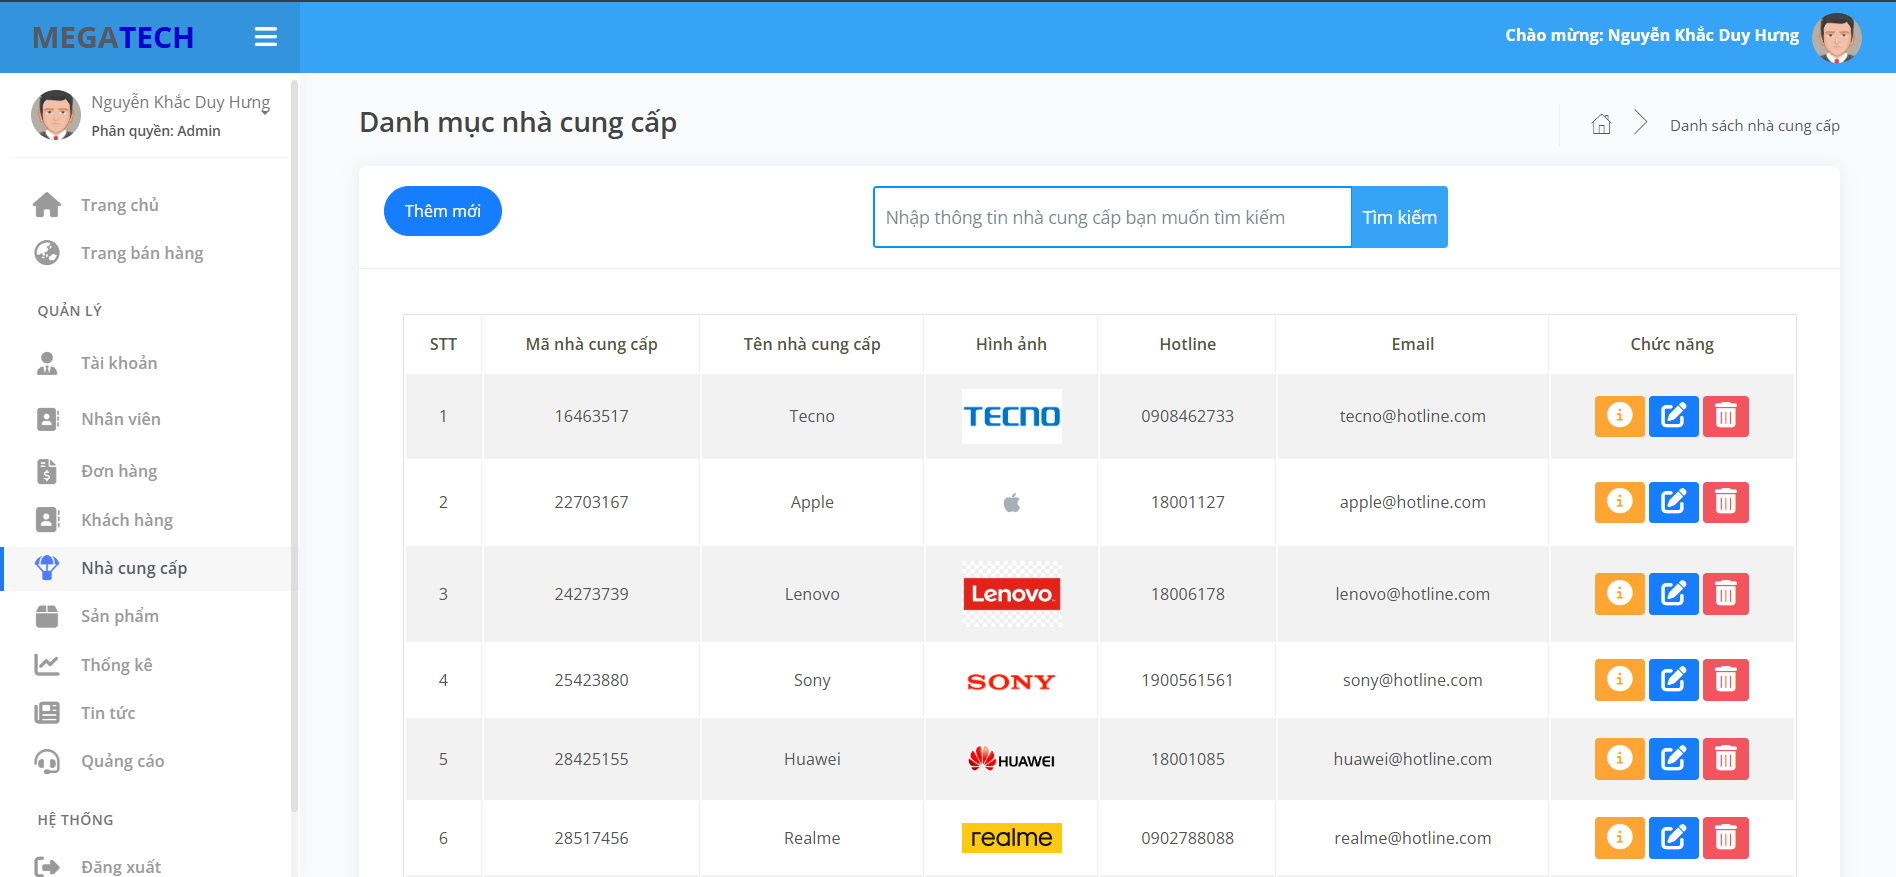 MEGATECH
Chào mừng: Nguyễn Khắc Duy Hưng
Nguyễn Khắc Duy Hưng
Phân quyền: Admin
Trang chủ
Trang bán hàng
QUẢN LÝ
Tài khoản
Nhân viên
Đơn hàng
Khách hàng
Nhà cung cấp
Sản phẩm
Thống kê
Tin tức
Quảng cáo
HỆ THỐNG
Đăng xuất
Danh mục nhà cung cấp
Danh sách nhà cung cấp
Thêm mới
Nhập thông tin nhà cung cấp bạn muốn tìm kiếm
Tìm kiếm
STT Mã nhà cung cấp Tên nhà cung cấp Hình ảnh Hotline Email Chức năng
1 16463517 Tecno TECNO 0908462733 tecno@hotline.com
2 22703167 Apple 18001127 apple@hotline.com
3 24273739 Lenovo Lenovo 18006178 lenovo@hotline.com
4 25423880 Sony SONY 1900561561 sony@hotline.com
5 28425155 Huawei HUAWEI 18001085 huawei@hotline.com
6 28517456 Realme realme 0902788088 realme@hotline.com